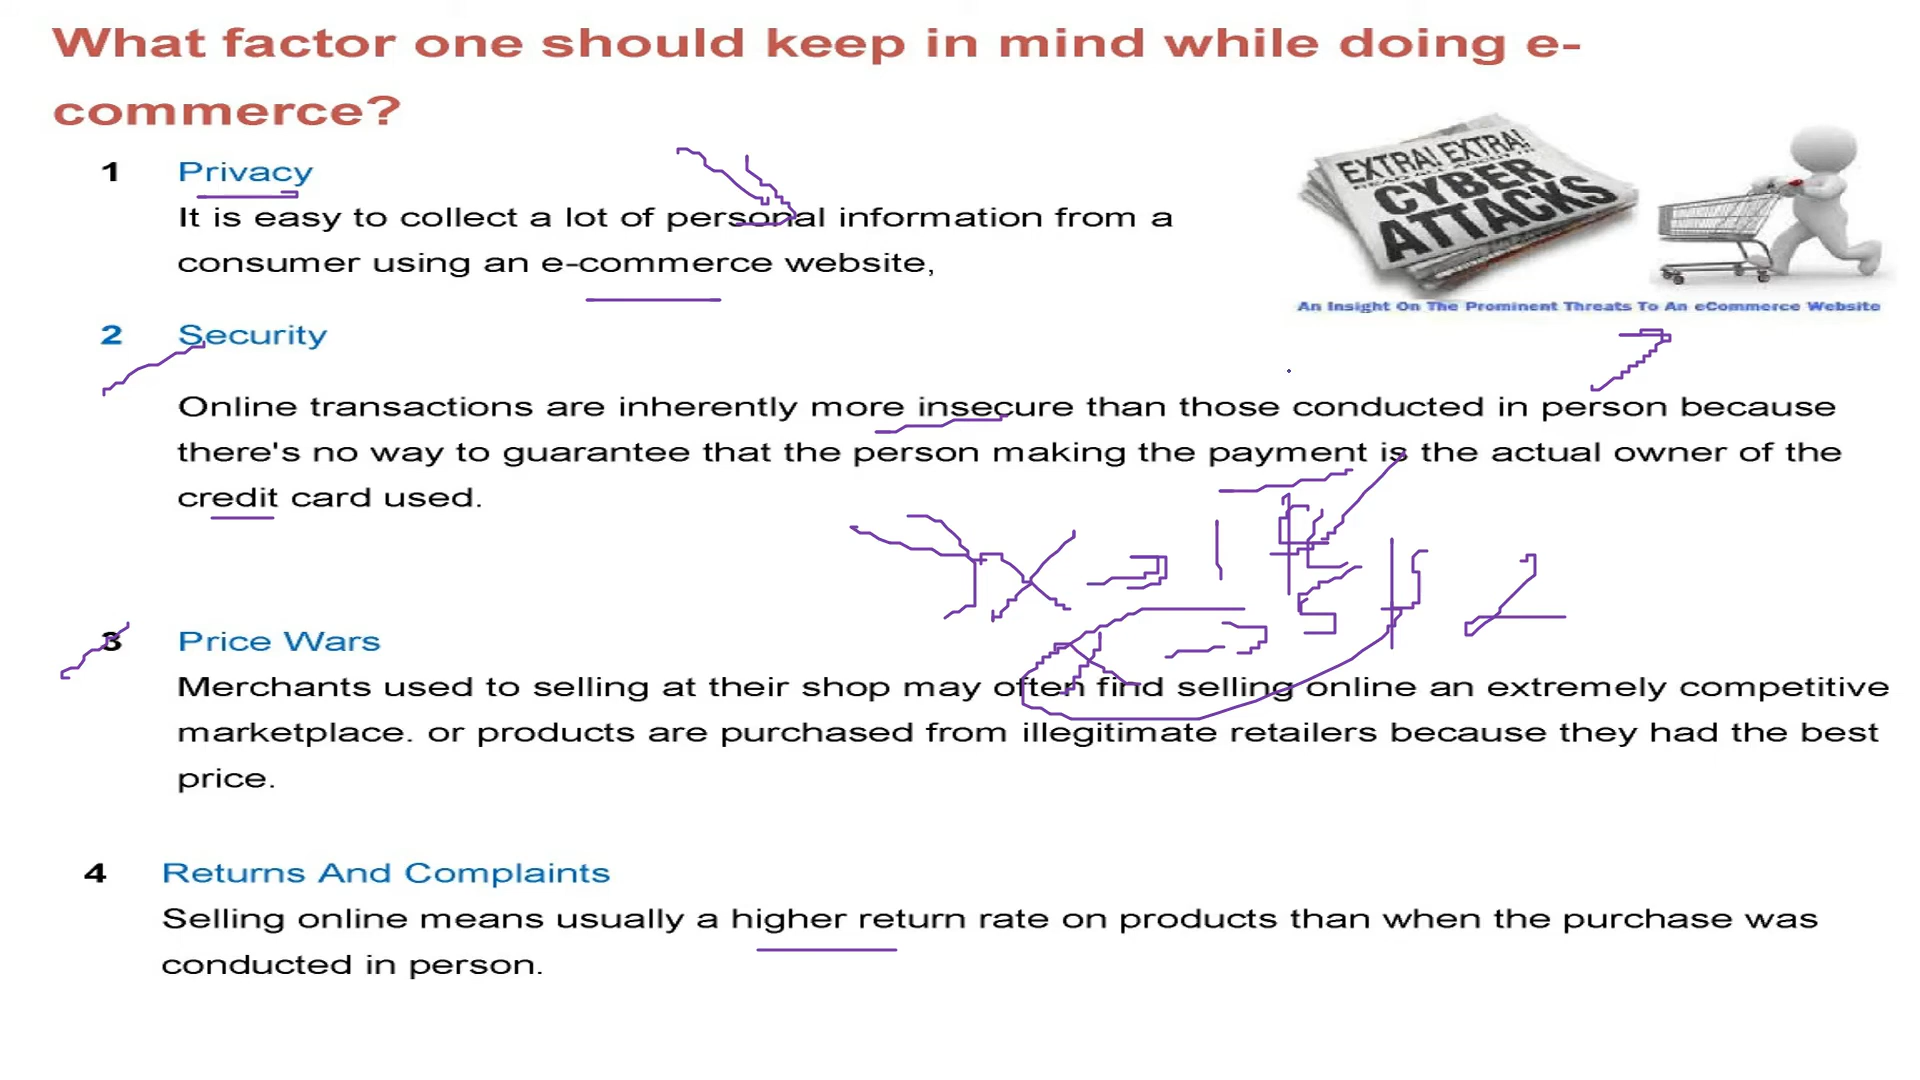 What factor one should keep in mind while doing e-
commerce?
1 Privacy
It is easy to collect a lot of personal information from a
consumer using an e-commerce website,
EXTRA! EXTRA!
CYBER
ATTACKS
An Insight On The Prominent Threats To An eCommerce Website
2 Security
Online transactions are inherently more insecure than those conducted in person because
there's no way to guarantee that the person making the payment is the actual owner of the
credit card used.
3 Price Wars
Merchants used to selling at their shop may often find selling online an extremely competitive
marketplace. or products are purchased from illegitimate retailers because they had the best
price.
4 Returns And Complaints
Selling online means usually a higher return rate on products than when the purchase was
conducted in person.